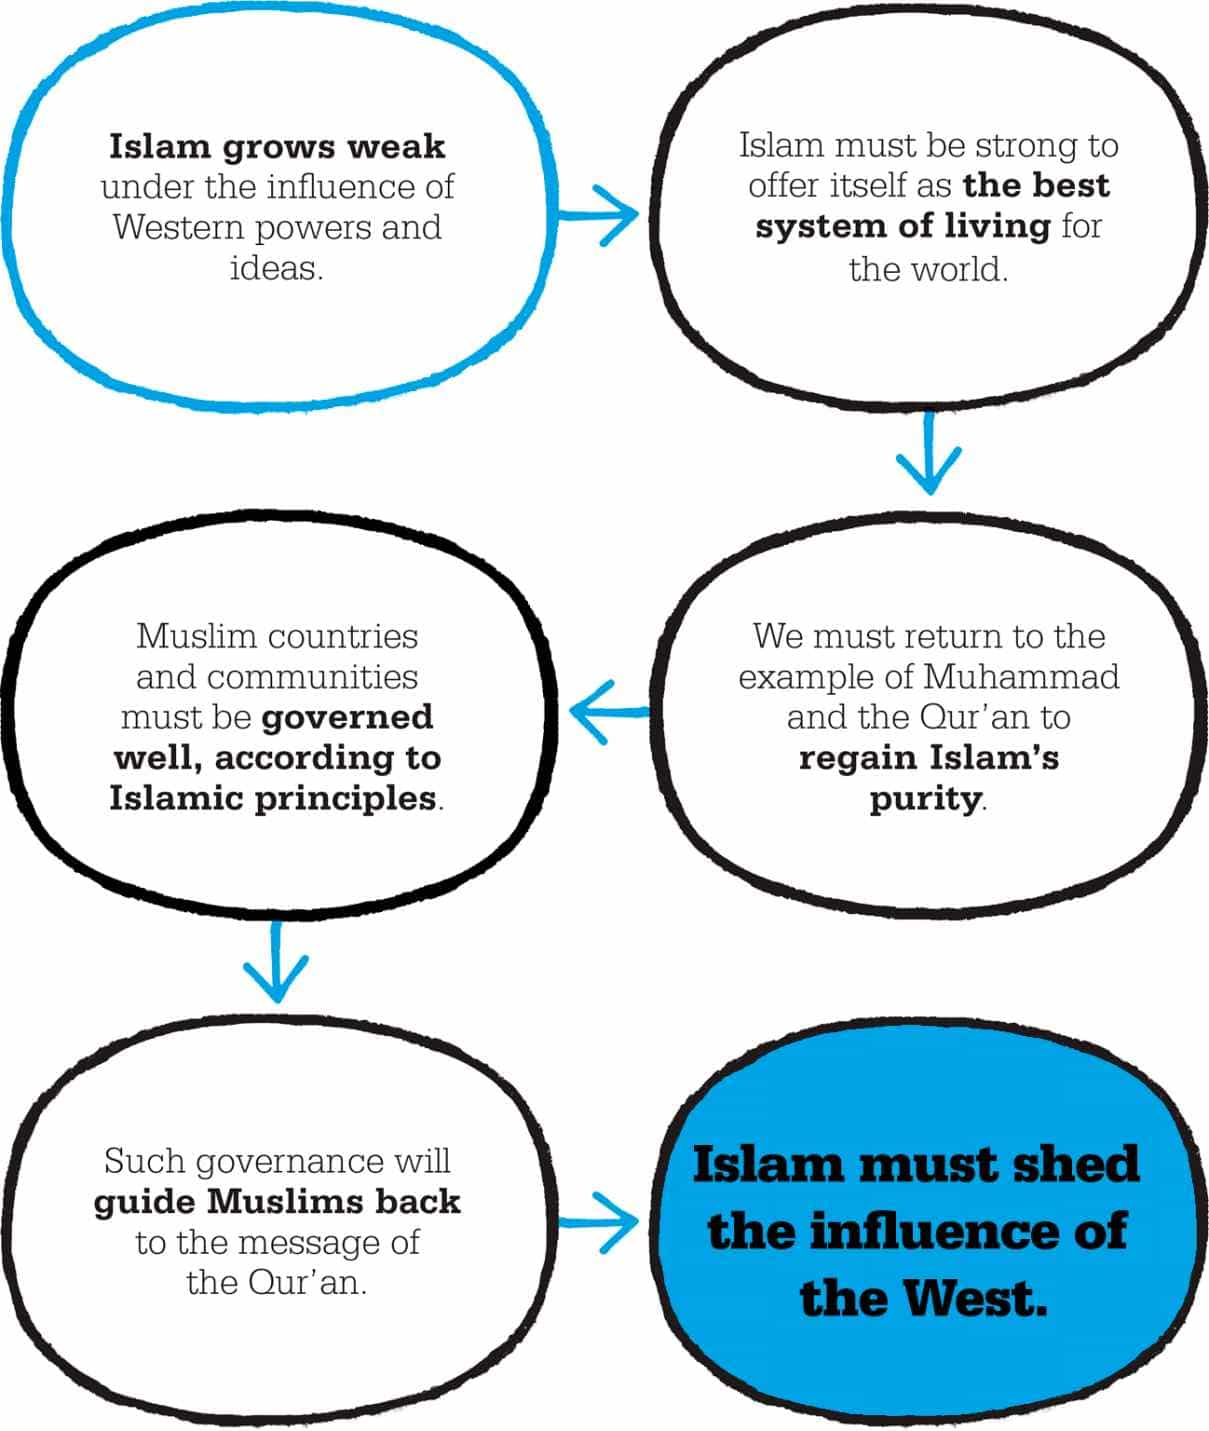 Islam grows weak
under the influence of
Western powers and
ideas.
Islam must be strong to
offer itself as the best
system of living for
the world.
We must return to the
example of Muhammad
and the Qur’an to
regain Islam’s
purity.
Muslim countries
and communities
must be governed
well, according to
Islamic principles.
Such governance will
guide Muslims back
to the message of
the Qur’an.
Islam must shed
the influence of
the West.